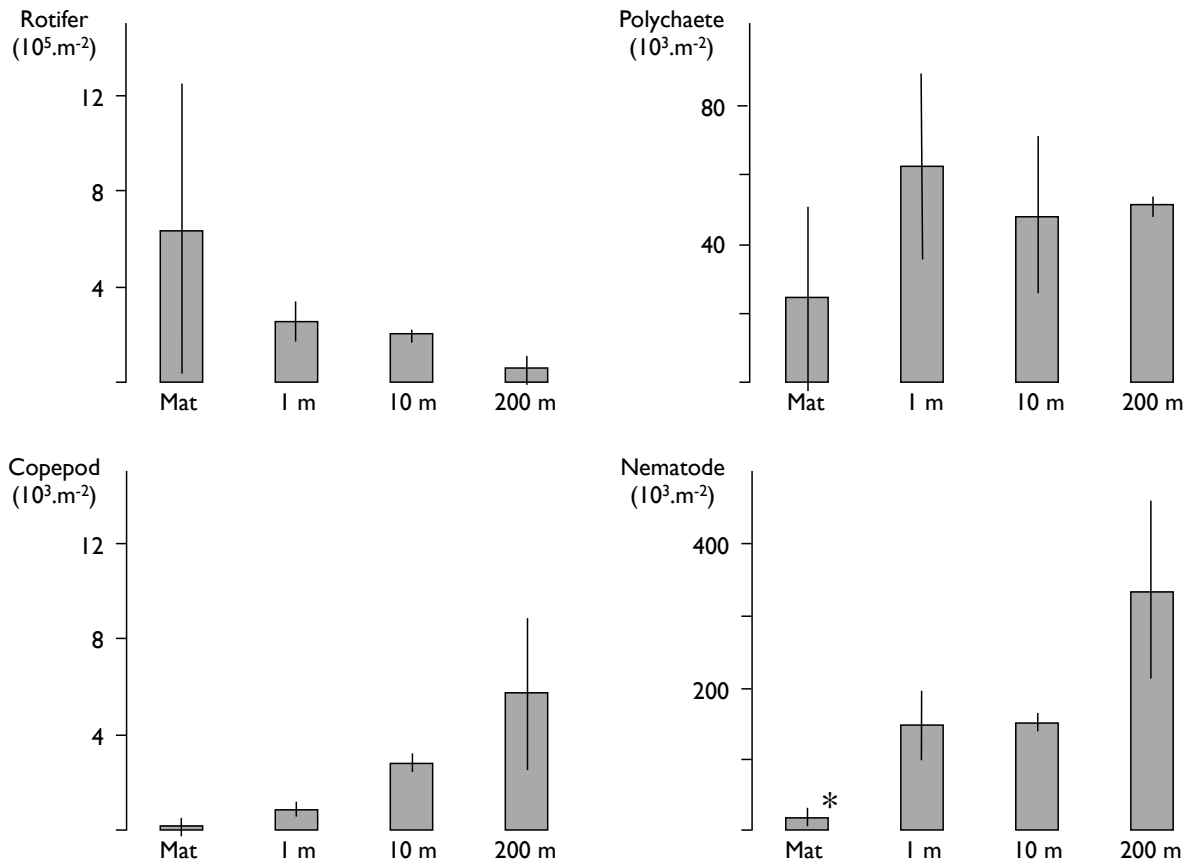 Rotifer
(10⁵.m⁻²)
12
8
4
Mat 1 m 10 m 200 m
Polychaete
(10³.m⁻²)
80
40
Mat 1 m 10 m 200 m
Copepod
(10³.m⁻²)
12
8
4
Mat 1 m 10 m 200 m
Nematode
(10³.m⁻²)
400
200
*
Mat 1 m 10 m 200 m